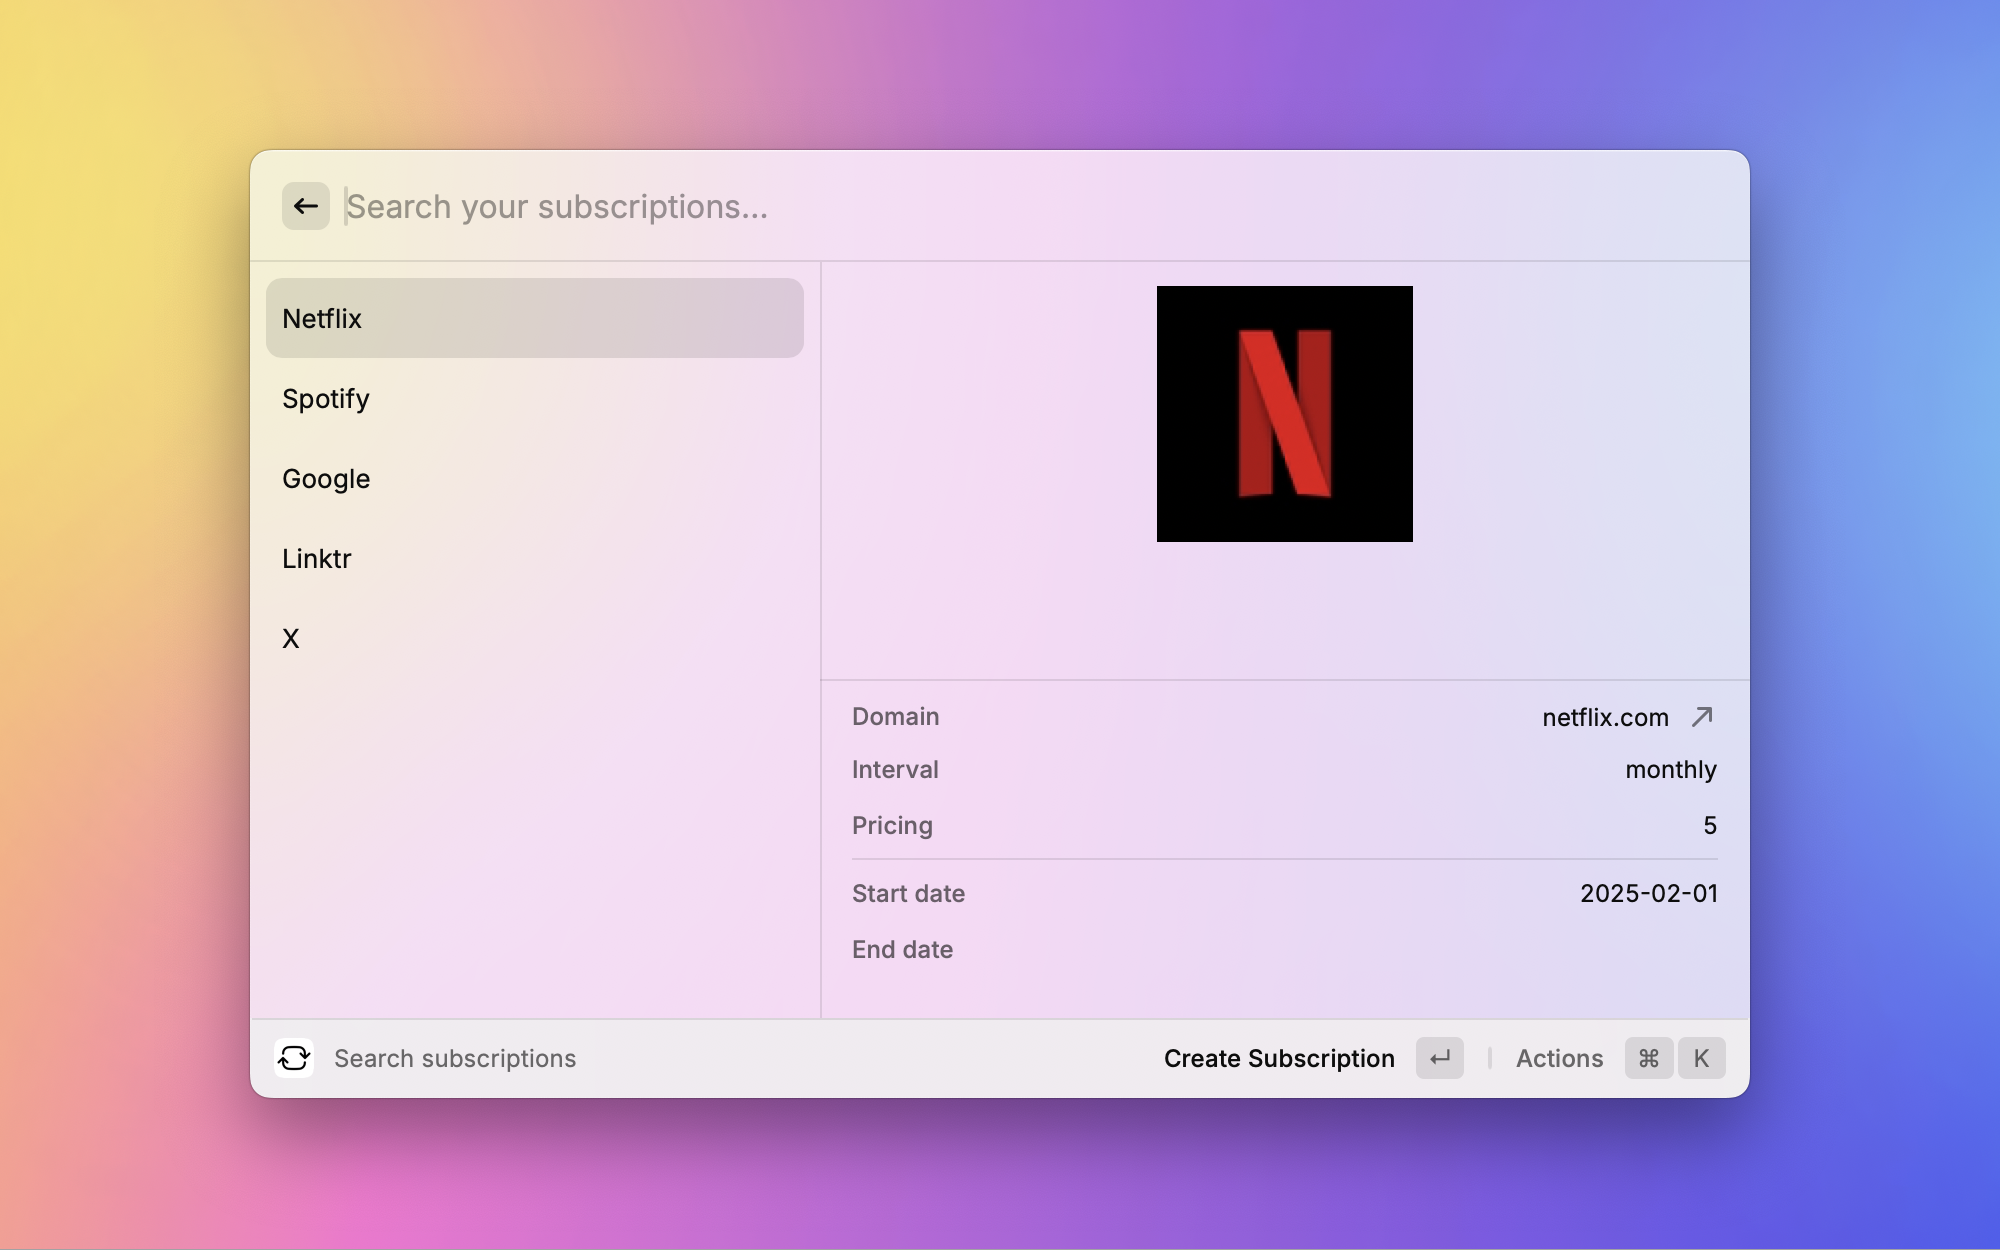 Search your subscriptions...
Netflix
Spotify
Google
Linktr
X
N
Domain netflix.com
Interval monthly
Pricing 5
Start date 2025-02-01
End date
Search subscriptions Create Subscription Actions ⌘ K